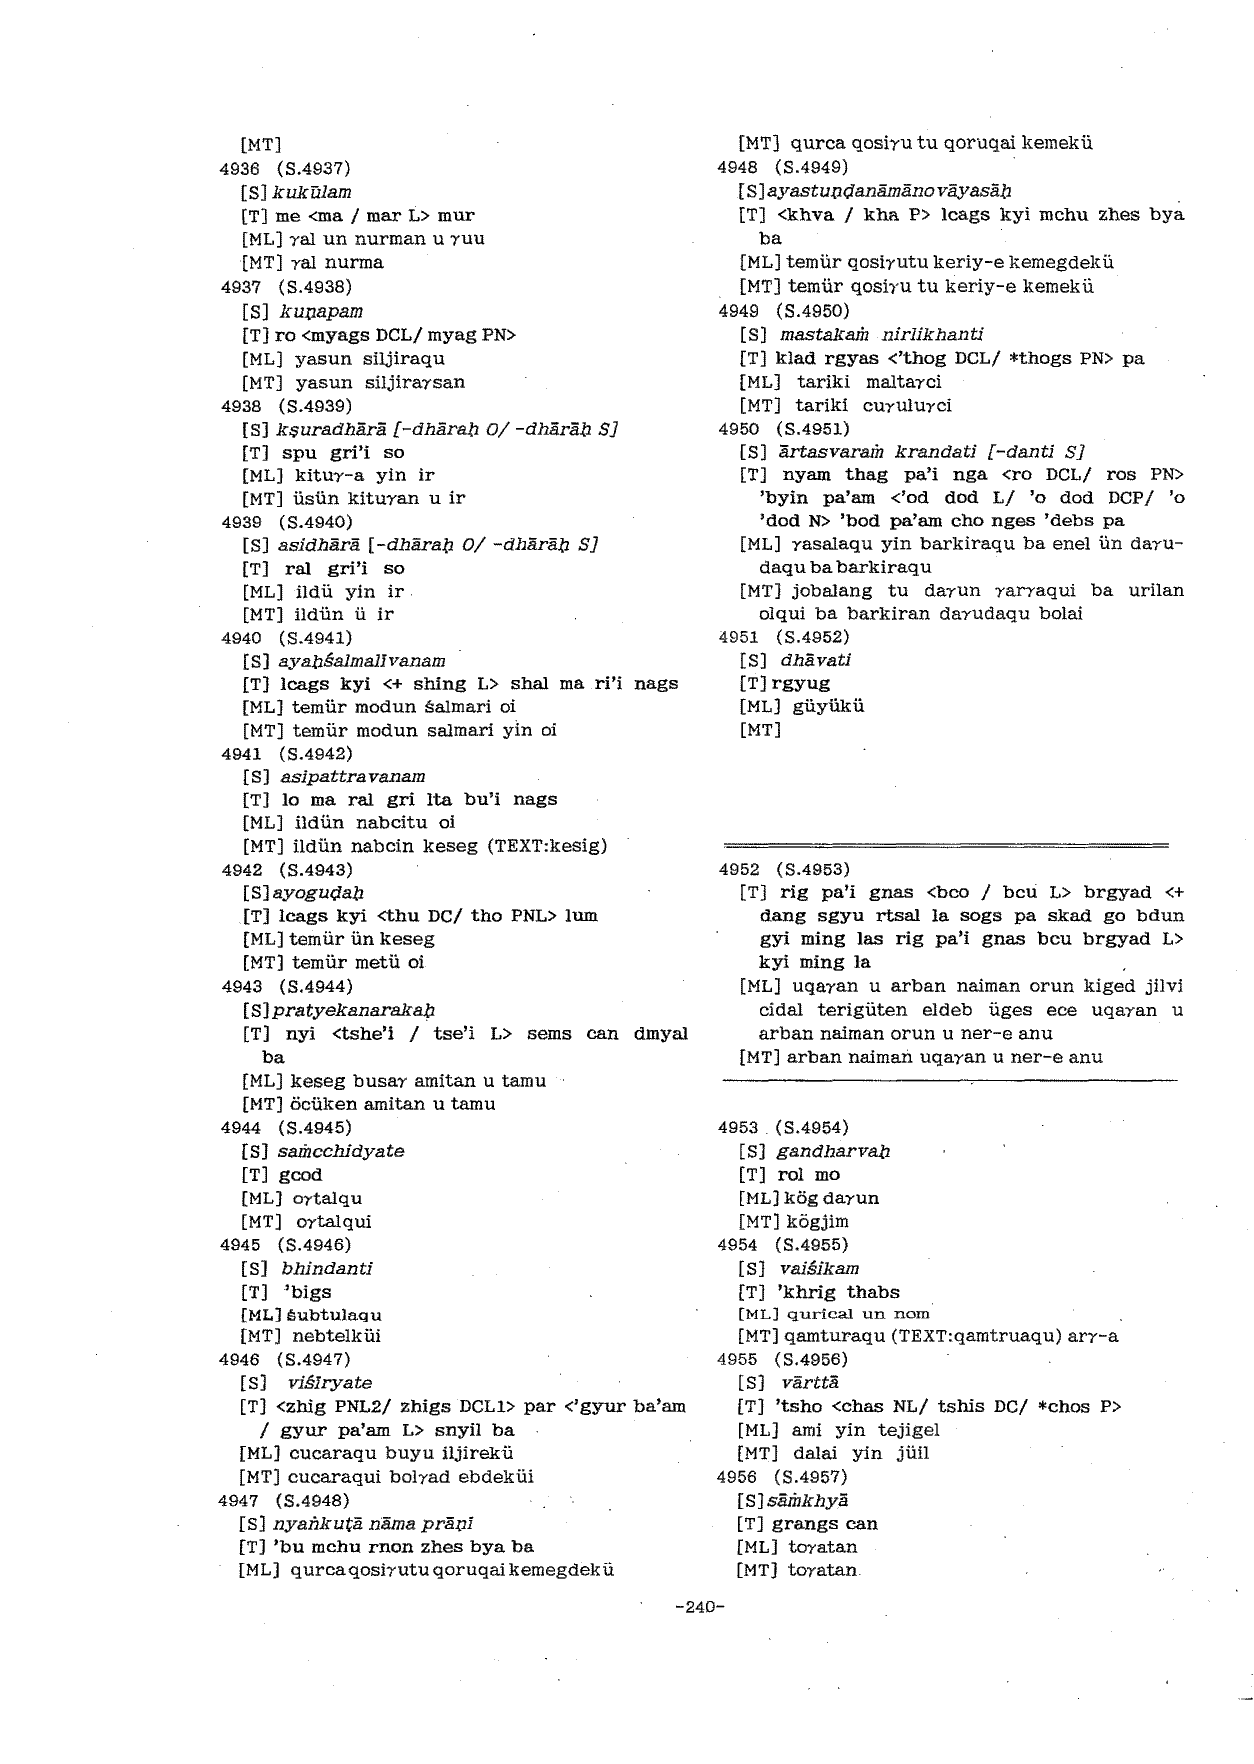 [MT]
4936 (S.4937)
[S] kukūlam
[T] me <ma / mar L> mur
[ML] γal un nurman u γuu
[MT] γal nurma
4937 (S.4938)
[S] kuṇapam
[T] ro <myags DCL/ myag PN>
[ML] yasun siljiraqu
[MT] yasun siljiraγsan
4938 (S.4939)
[S] kṣuradhārā [-dhāraḥ O/ -dhārāḥ S]
[T] spu gri'i so
[ML] kituγ-a yin ir
[MT] üsün kituγan u ir
4939 (S.4940)
[S] asidhārā [-dhāraḥ O/ -dhārāḥ S]
[T] ral gri'i so
[ML] ildü yin ir
[MT] ildün ü ir
4940 (S.4941)
[S] ayaḥśalmalīvanam
[T] lcags kyi <+ shing L> shal ma ri'i nags
[ML] temür modun śalmari oi
[MT] temür modun salmari yin oi
4941 (S.4942)
[S] asipattravanam
[T] lo ma ral gri lta bu'i nags
[ML] ildün nabcitu oi
[MT] ildün nabcin keseg (TEXT:kesig)
4942 (S.4943)
[S] ayoguḍaḥ
[T] lcags kyi <thu DC/ tho PNL> lum
[ML] temür ün keseg
[MT] temür metü oi
4943 (S.4944)
[S] pratyekanarakaḥ
[T] nyi <tshe'i / tse'i L> sems can dmyal
ba
[ML] keseg busaγ amitan u tamu
[MT] öcüken amitan u tamu
4944 (S.4945)
[S] saṁcchidyate
[T] gcod
[ML] oγtalqu
[MT] oγtalqui
4945 (S.4946)
[S] bhindanti
[T] 'bigs
[ML] śubtulaqu
[MT] nebtelküi
4946 (S.4947)
[S] viśīryate
[T] <zhig PNL2/ zhigs DCL1> par <'gyur ba'am
/ gyur pa'am L> snyil ba
[ML] cucaraqu buyu iljirekü
[MT] cucaraqui bolγad ebdeküi
4947 (S.4948)
[S] nyaṅkuṭā nāma prāṇī
[T] 'bu mchu rnon zhes bya ba
[ML] qurca qosiγutu qoruqai kemegdekü
[MT] qurca qosiγu tu qoruqai kemekü
4948 (S.4949)
[S] ayastuṇḍanāmāno vāyasāḥ
[T] <khva / kha P> lcags kyi mchu zhes bya
ba
[ML] temür qosiγutu keriy-e kemegdekü
[MT] temür qosiγu tu keriy-e kemekü
4949 (S.4950)
[S] mastakaṁ nirlikhanti
[T] klad rgyas <'thog DCL/ *thogs PN> pa
[ML] tariki maltaγci
[MT] tariki cuγuluγci
4950 (S.4951)
[S] ārtasvaraṁ krandati [-danti S]
[T] nyam thag pa'i nga <ro DCL/ ros PN>
'byin pa'am <'od dod L/ 'o dod DCP/ 'o
'dod N> 'bod pa'am cho nges 'debs pa
[ML] γasalaqu yin barkiraqu ba enel ün daγu-
daqu ba barkiraqu
[MT] jobalang tu daγun γarγaqui ba urilan
olqui ba barkiran daγudaqu bolai
4951 (S.4952)
[S] dhāvati
[T] rgyug
[ML] güyükü
[MT]
4952 (S.4953)
[T] rig pa'i gnas <bco / bcu L> brgyad <+
dang sgyu rtsal la sogs pa skad go bdun
gyi ming las rig pa'i gnas bcu brgyad L>
kyi ming la
[ML] uqaγan u arban naiman orun kiged jilvi
cidal terigüten eldeb üges ece uqaγan u
arban naiman orun u ner-e anu
[MT] arban naiman uqaγan u ner-e anu
4953 (S.4954)
[S] gandharvaḥ
[T] rol mo
[ML] kög daγun
[MT] kögjim
4954 (S.4955)
[S] vaiśikam
[T] 'khrig thabs
[ML] qurical un nom
[MT] qamturaqu (TEXT:qamtruaqu) arγ-a
4955 (S.4956)
[S] vārttā
[T] 'tsho <chas NL/ tshis DC/ *chos P>
[ML] ami yin tejigel
[MT] dalai yin jüil
4956 (S.4957)
[S] sāṁkhyā
[T] grangs can
[ML] toγatan
[MT] toγatan
-240-